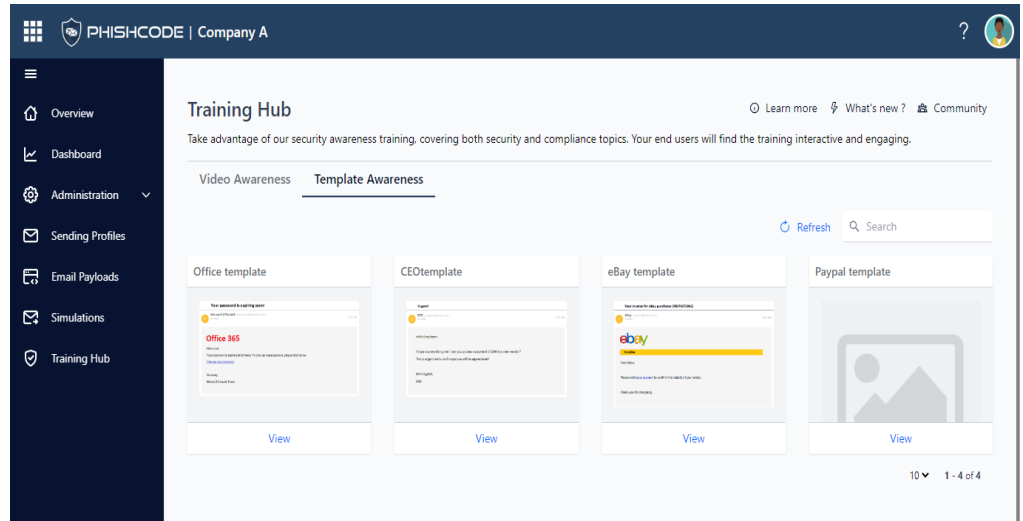 PHISHCODE | Company A
?
Overview
Dashboard
Administration
Sending Profiles
Email Payloads
Simulations
Training Hub
Training Hub
Learn more What's new ? Community
Take advantage of our security awareness training, covering both security and compliance topics. Your end users will find the training interactive and engaging.
Video Awareness Template Awareness
Refresh Search
Office template
Your password is expiring soon!
Office 365
View
CEOtemplate
Urgent
View
eBay template
ebay
View
Paypal template
View
10 1 - 4 of 4